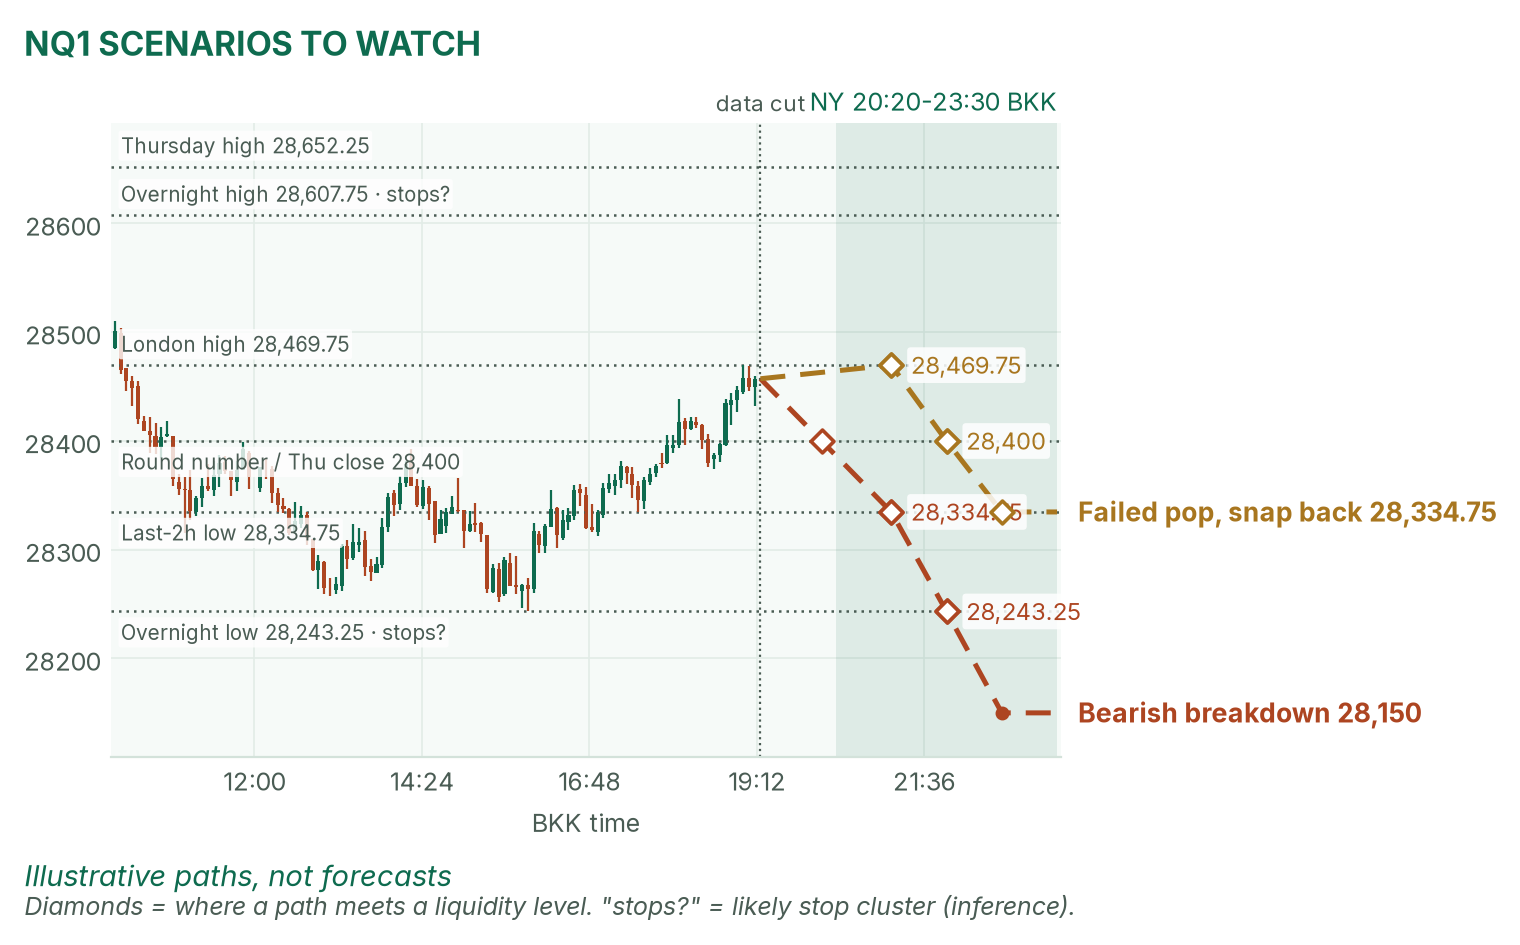 NQ1 SCENARIOS TO WATCH
data cut NY 20:20-23:30 BKK
Thursday high 28,652.25
Overnight high 28,607.75 · stops?
28600
28500
London high 28,469.75
28,469.75
28400
28,400
Round number / Thu close 28,400
28,334.75
Failed pop, snap back 28,334.75
Last-2h low 28,334.75
28300
28,243.25
Overnight low 28,243.25 · stops?
28200
Bearish breakdown 28,150
12:00
14:24
16:48
19:12
21:36
BKK time
Illustrative paths, not forecasts
Diamonds = where a path meets a liquidity level. "stops?" = likely stop cluster (inference).